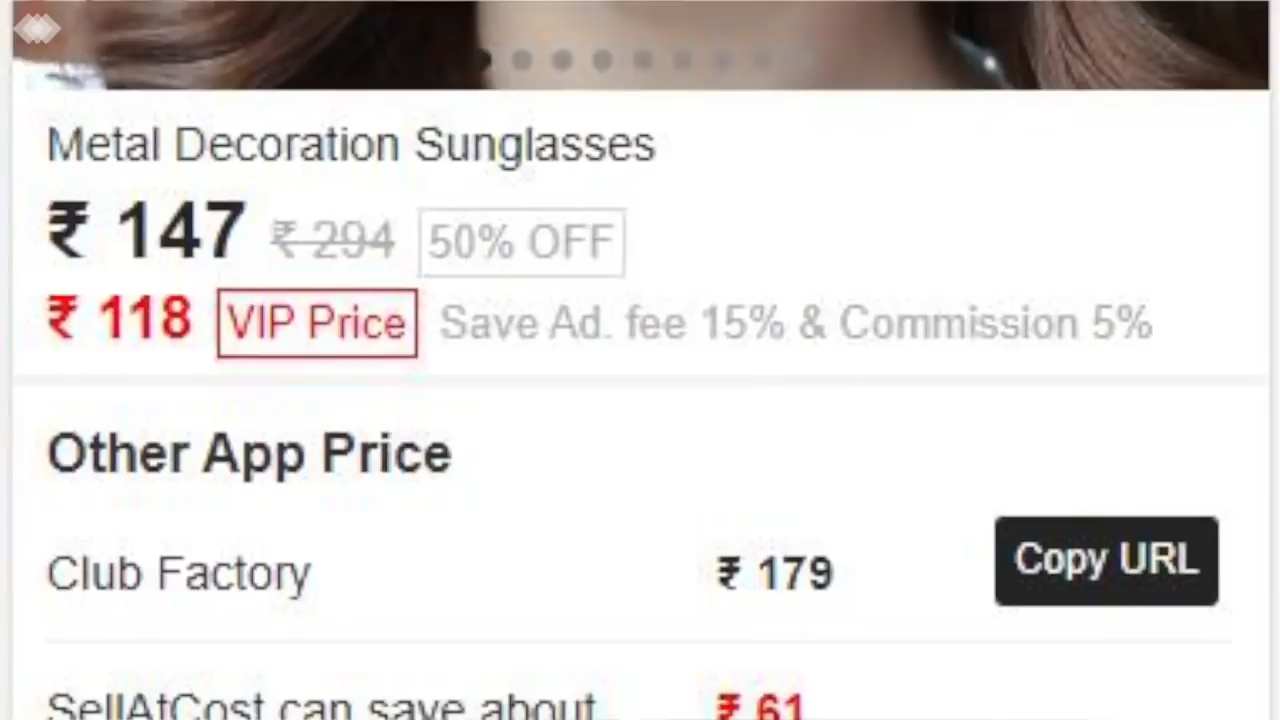 Metal Decoration Sunglasses
₹ 147 ₹ 294 50% OFF
₹ 118 VIP Price Save Ad. fee 15% & Commission 5%
Other App Price
Club Factory ₹ 179 Copy URL
SellAtCost can save about ₹ 61